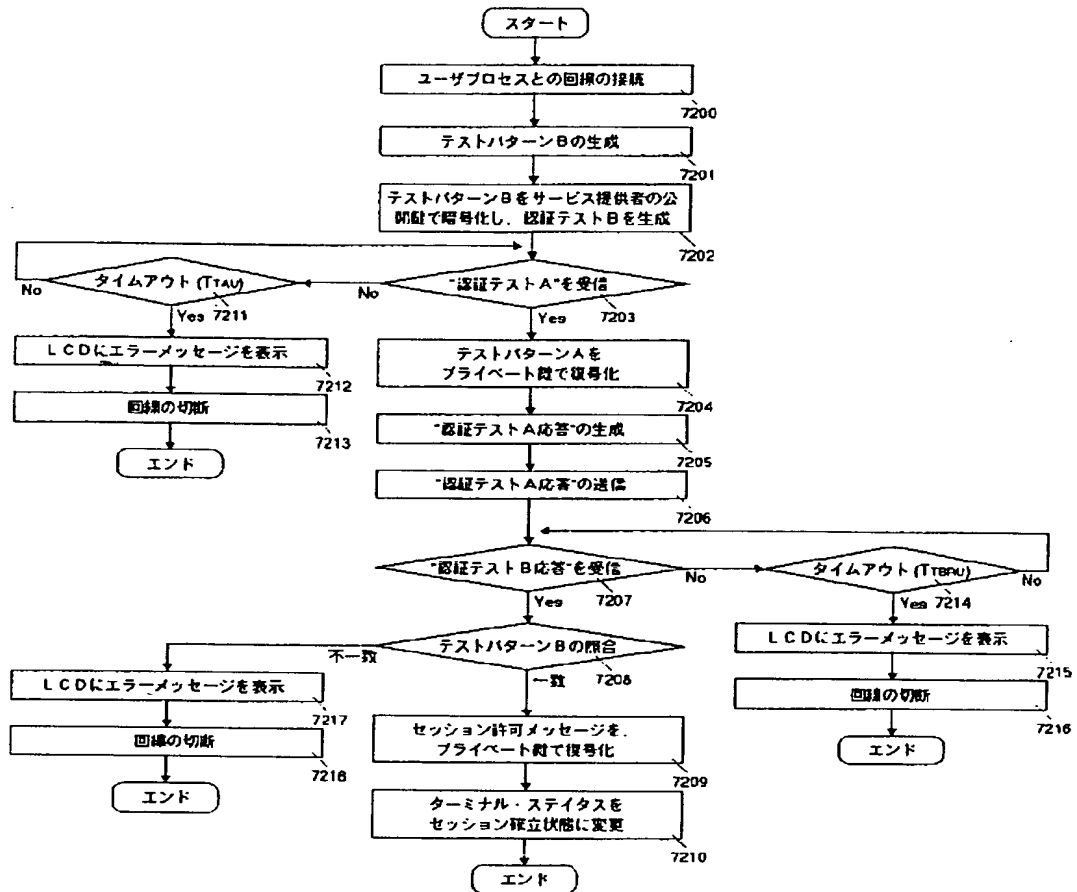 スタート
ユーザプロセスとの回線の接続
7200
テストパターンBの生成
7201
テストパターンBをサービス提供者の公
開鍵で暗号化し、認証テストBを生成
7202
"認証テストA"を受信
7203
No
Yes
タイムアウト (TTAU)
7211
No
Yes
LCDにエラーメッセージを表示
7212
回線の切断
7213
エンド
テストパターンAを
プライベート鍵で復号化
7204
"認証テストA応答"の生成
7205
"認証テストA応答"の送信
7206
"認証テストB応答"を受信
7207
No
Yes
タイムアウト (TTBRU)
7214
No
Yes
LCDにエラーメッセージを表示
7215
回線の切断
7216
エンド
テストパターンBの照合
7208
不一致
一致
LCDにエラーメッセージを表示
7217
回線の切断
7218
エンド
セッション許可メッセージを、
プライベート鍵で復号化
7209
ターミナル・ステイタスを
セッション確立状態に変更
7210
エンド